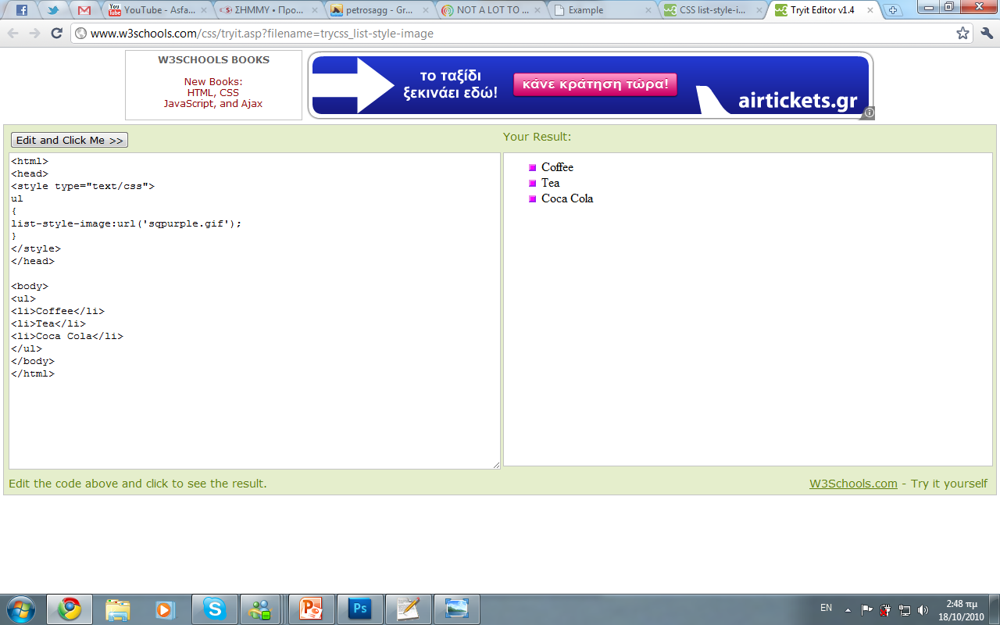 YouTube - Asfa...
ΣΗΜΜΥ • Προ...
petrosagg - Gr...
NOT A LOT TO ...
Example
CSS list-style-i...
Tryit Editor v1.4
www.w3schools.com/css/tryit.asp?filename=trycss_list-style-image
W3SCHOOLS BOOKS
New Books:
HTML, CSS
JavaScript, and Ajax
το ταξίδι
ξεκινάει εδώ!
κάνε κράτηση τώρα!
airtickets.gr
Edit and Click Me >>
Your Result:
<html>
<head>
<style type="text/css">
ul
{
list-style-image:url('sqpurple.gif');
}
</style>
</head>
<body>
<ul>
<li>Coffee</li>
<li>Tea</li>
<li>Coca Cola</li>
</ul>
</body>
</html>
Coffee
Tea
Coca Cola
Edit the code above and click to see the result.
W3Schools.com - Try it yourself
EN
2:48 πμ
18/10/2010